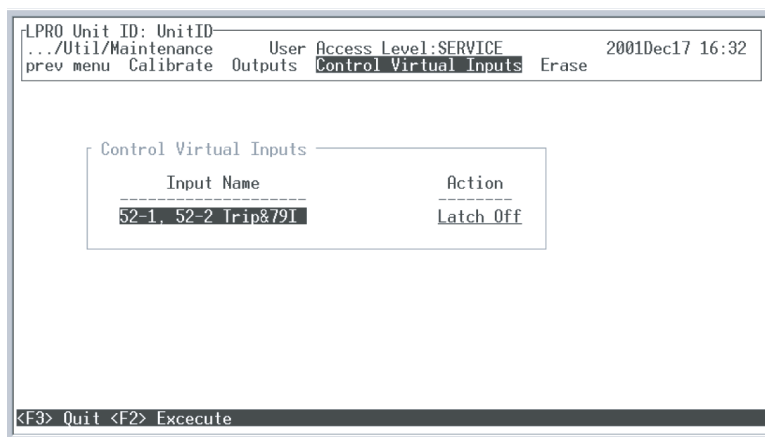 LPRO Unit ID: UnitID
.../Util/Maintenance User Access Level:SERVICE 2001Dec17 16:32
prev menu Calibrate Outputs Control Virtual Inputs Erase
Control Virtual Inputs
Input Name Action
52-1, 52-2 Trip&79I Latch Off
<F3> Quit <F2> Excecute